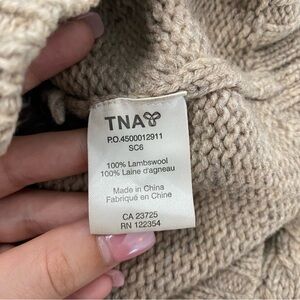 TNA
P.O.4500012911
SC6
100% Lambswool
100% Laine d'agneau
Made in China
Fabriqué en Chine
CA 23725
RN 122354